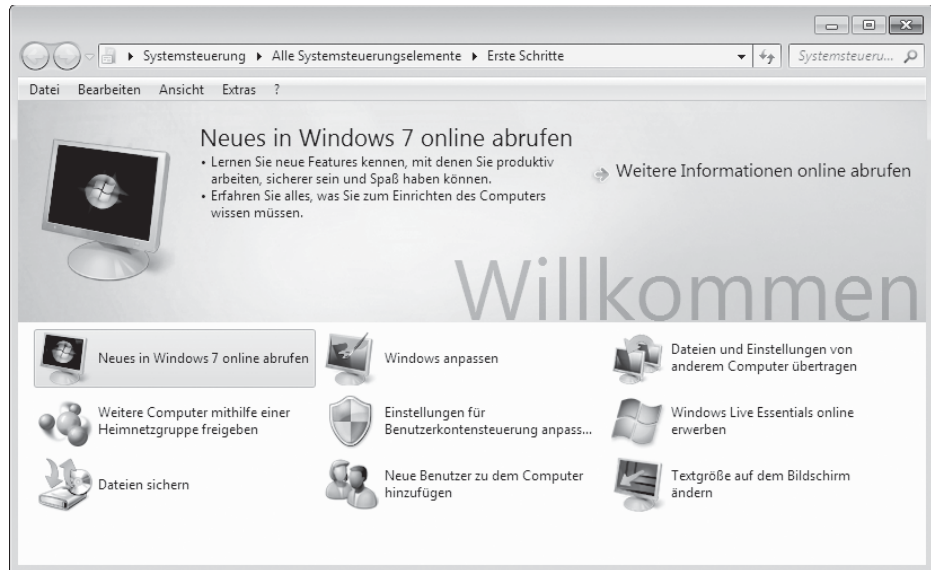 Systemsteuerung ▸ Alle Systemsteuerungselemente ▸ Erste Schritte
Systemsteueru...
Datei Bearbeiten Ansicht Extras ?
Neues in Windows 7 online abrufen
• Lernen Sie neue Features kennen, mit denen Sie produktiv
arbeiten, sicherer sein und Spaß haben können.
• Erfahren Sie alles, was Sie zum Einrichten des Computers
wissen müssen.
Weitere Informationen online abrufen
Willkommen
Neues in Windows 7 online abrufen
Windows anpassen
Dateien und Einstellungen von
anderem Computer übertragen
Weitere Computer mithilfe einer
Heimnetzgruppe freigeben
Einstellungen für
Benutzerkontensteuerung anpass...
Windows Live Essentials online
erwerben
Dateien sichern
Neue Benutzer zu dem Computer
hinzufügen
Textgröße auf dem Bildschirm
ändern